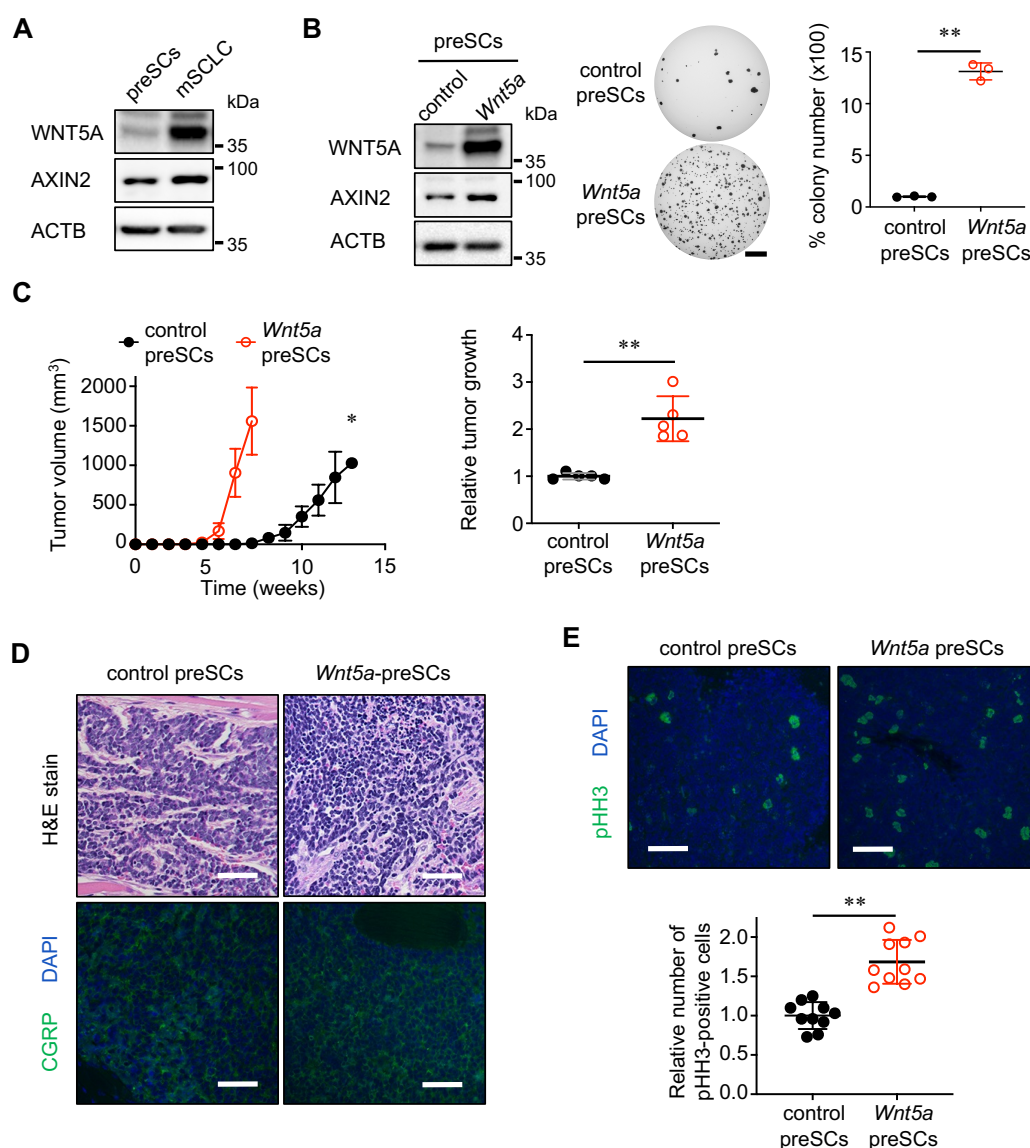 A
preSCs
mSCLC
kDa
WNT5A
35
100
AXIN2
ACTB
35
B
preSCs
control
Wnt5a
kDa
WNT5A
35
100
AXIN2
ACTB
35
control
preSCs
Wnt5a
preSCs
% colony number (x100)
15
10
5
0
**
control
preSCs
Wnt5a
preSCs
C
control
preSCs
Wnt5a
preSCs
Tumor volume (mm³)
2000
1500
1000
500
0
*
0
5
10
15
Time (weeks)
Relative tumor growth
4
3
2
1
0
**
control
preSCs
Wnt5a
preSCs
D
control preSCs
Wnt5a-preSCs
H&E stain
CGRP DAPI
E
control preSCs
Wnt5a preSCs
pHH3 DAPI
Relative number of
pHH3-positive cells
2.0
1.5
1.0
0.5
0.0
**
control
preSCs
Wnt5a
preSCs